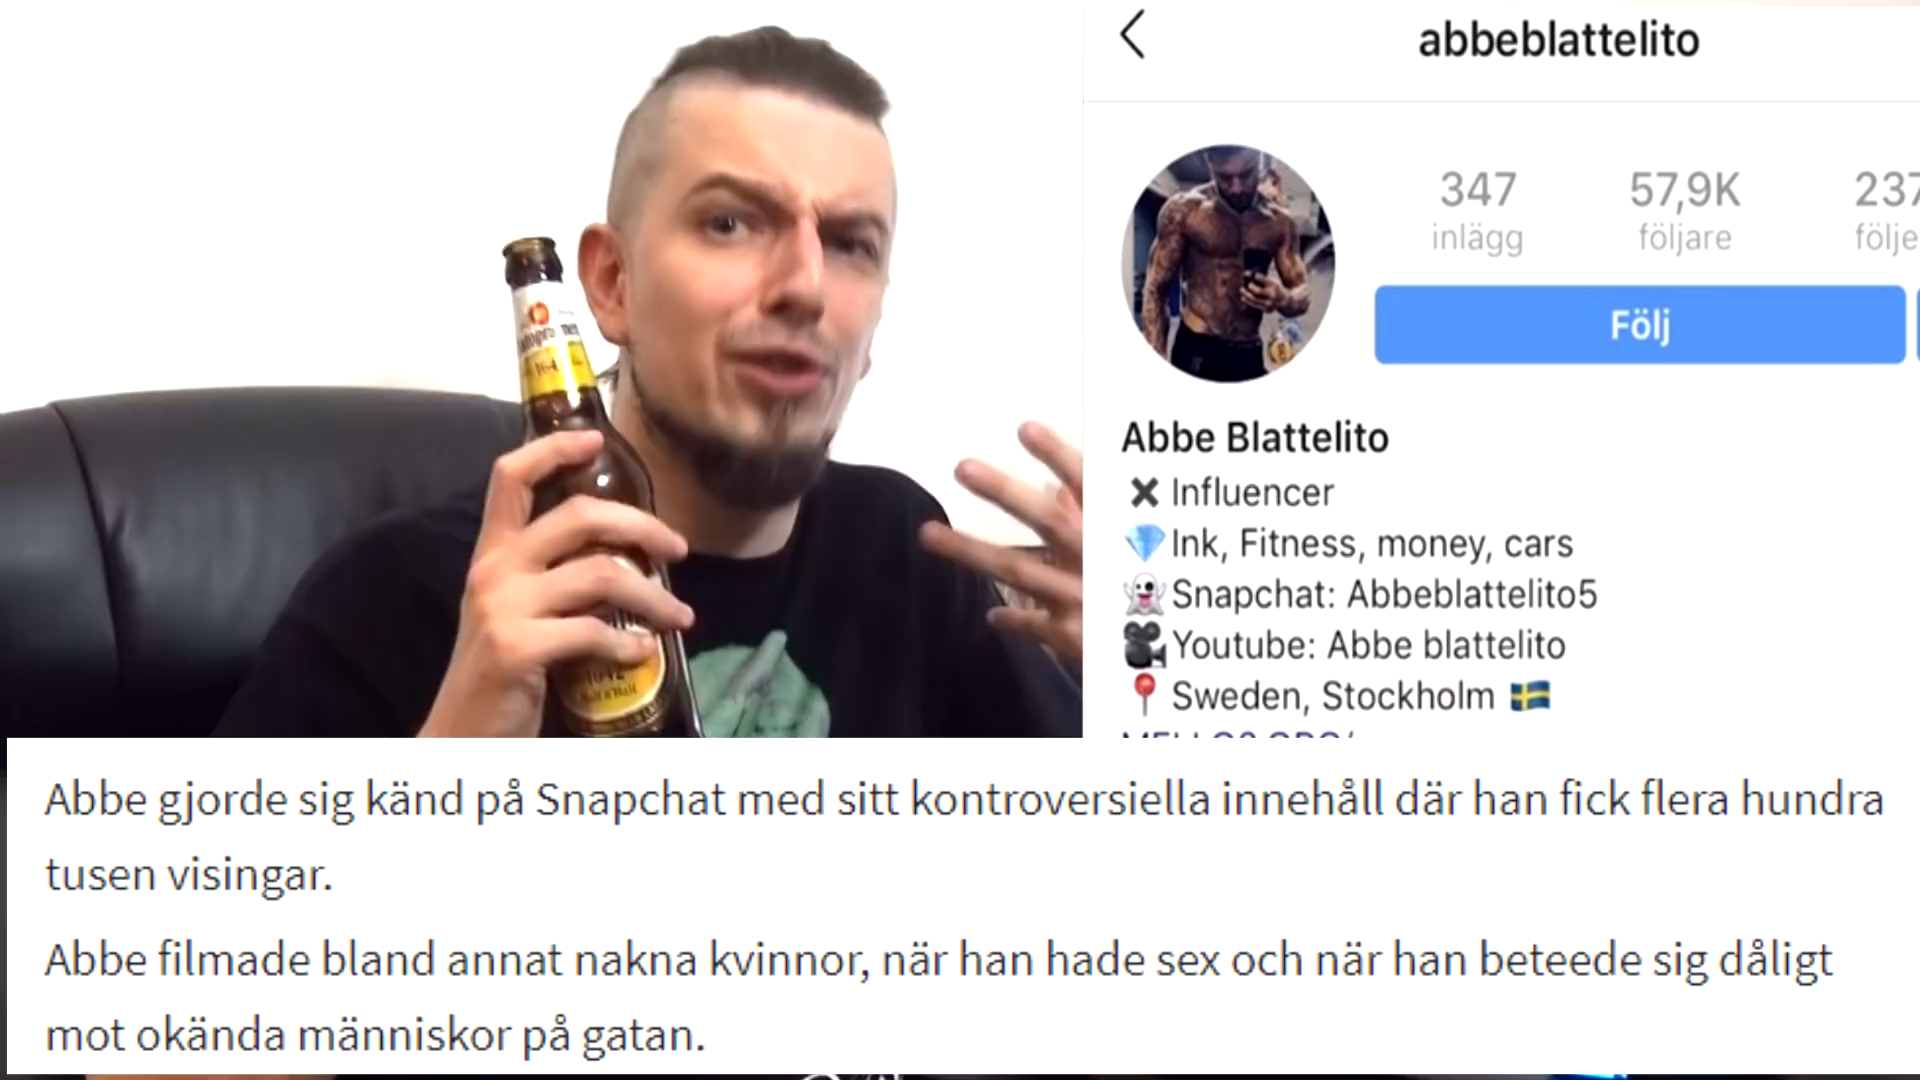 abbeblattelito
347
57,9K
237
inlägg
följare
följe
Följ
Abbe Blattelito
Influencer
Ink, Fitness, money, cars
Snapchat: Abbeblattelito5
Youtube: Abbe blattelito
Sweden, Stockholm
Abbe gjorde sig känd på Snapchat med sitt kontroversiella innehåll där han fick flera hundra
tusen visingar.
Abbe filmade bland annat nakna kvinnor, när han hade sex och när han beteede sig dåligt
mot okända människor på gatan.